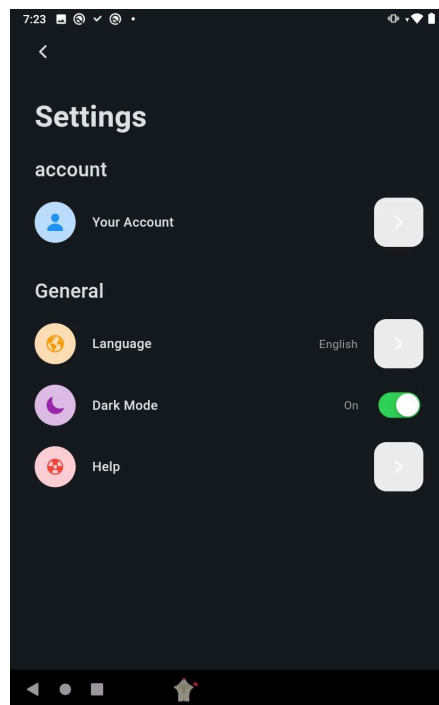 7:23
Settings
account
Your Account
General
Language English
Dark Mode On
Help